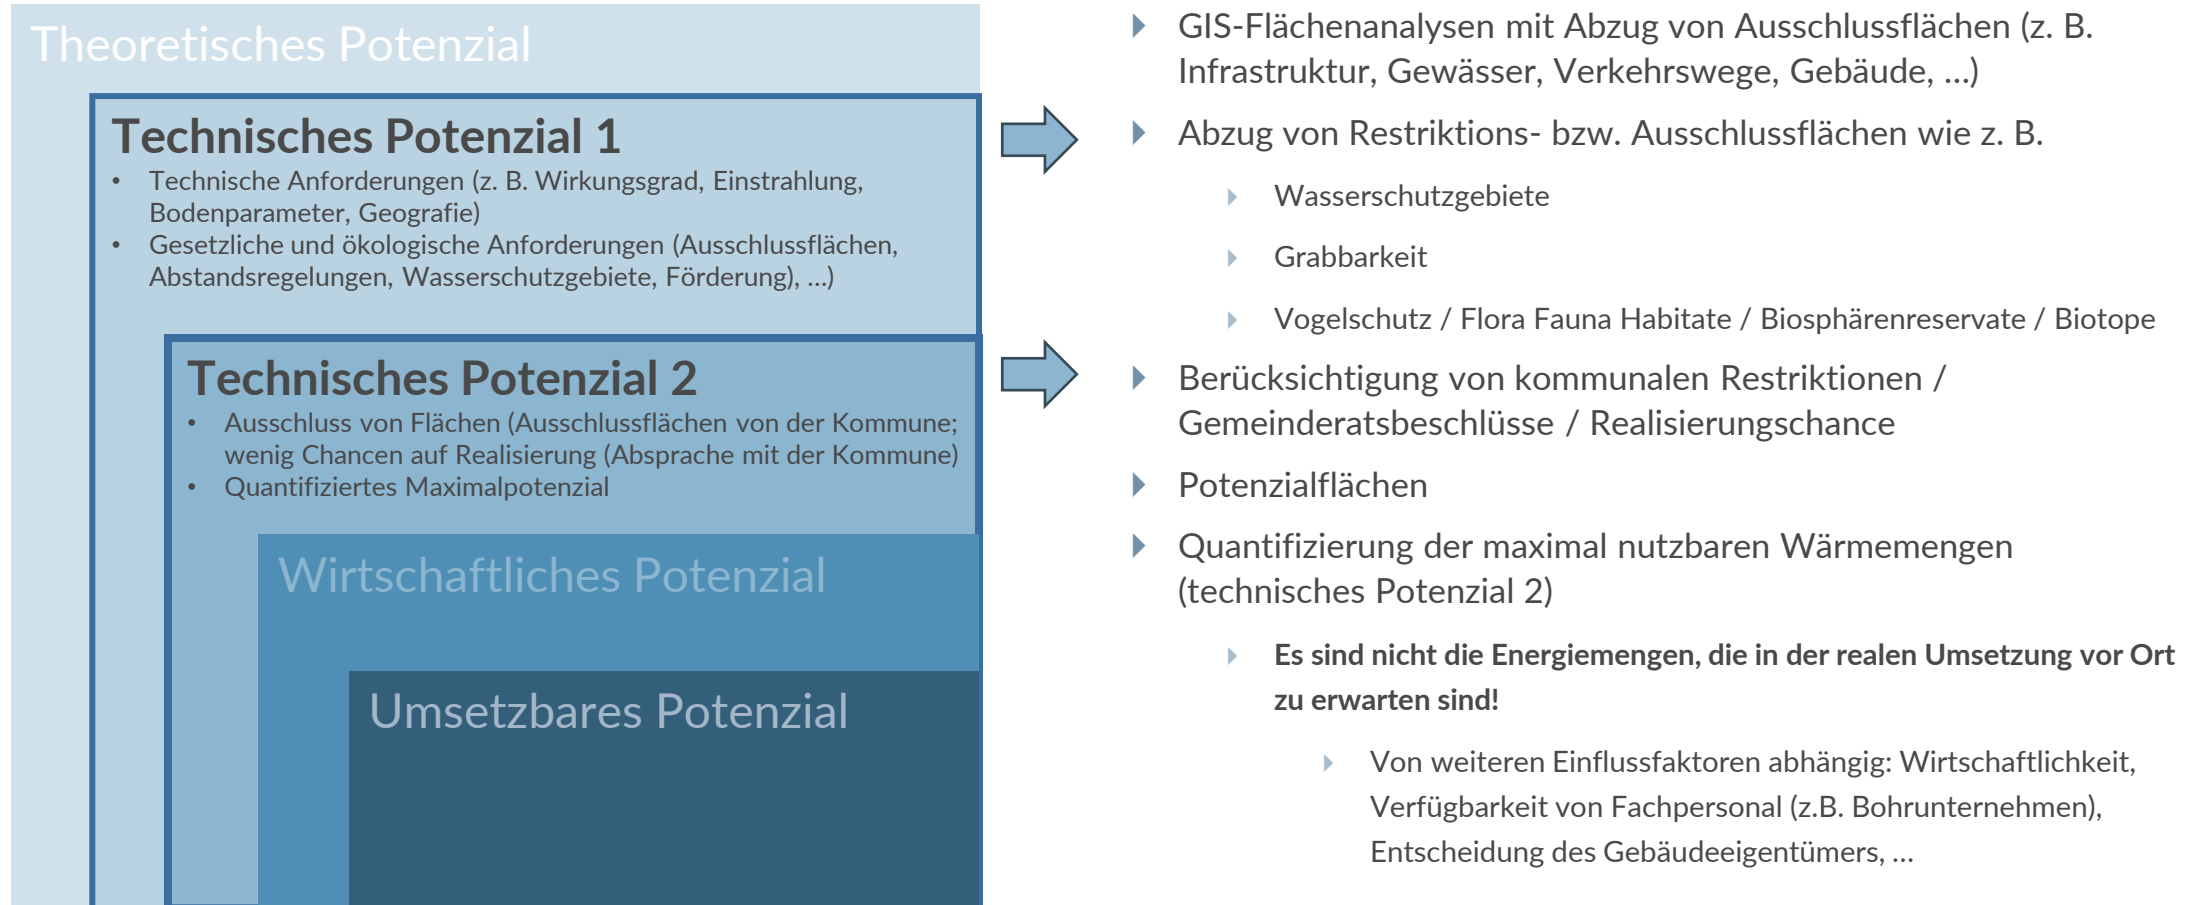 Theoretisches Potenzial
Technisches Potenzial 1
• Technische Anforderungen (z. B. Wirkungsgrad, Einstrahlung,
Bodenparameter, Geografie)
• Gesetzliche und ökologische Anforderungen (Ausschlussflächen,
Abstandsregelungen, Wasserschutzgebiete, Förderung), ...)
Technisches Potenzial 2
• Ausschluss von Flächen (Ausschlussflächen von der Kommune;
wenig Chancen auf Realisierung (Absprache mit der Kommune)
• Quantifiziertes Maximalpotenzial
Wirtschaftliches Potenzial
Umsetzbares Potenzial
GIS-Flächenanalysen mit Abzug von Ausschlussflächen (z. B.
Infrastruktur, Gewässer, Verkehrswege, Gebäude, ...)
Abzug von Restriktions- bzw. Ausschlussflächen wie z. B.
Wasserschutzgebiete
Grabbarkeit
Vogelschutz / Flora Fauna Habitate / Biosphärenreservate / Biotope
Berücksichtigung von kommunalen Restriktionen /
Gemeinderatsbeschlüsse / Realisierungschance
Potenzialflächen
Quantifizierung der maximal nutzbaren Wärmemengen
(technisches Potenzial 2)
Es sind nicht die Energiemengen, die in der realen Umsetzung vor Ort
zu erwarten sind!
Von weiteren Einflussfaktoren abhängig: Wirtschaftlichkeit,
Verfügbarkeit von Fachpersonal (z.B. Bohrunternehmen),
Entscheidung des Gebäudeeigentümers, ...